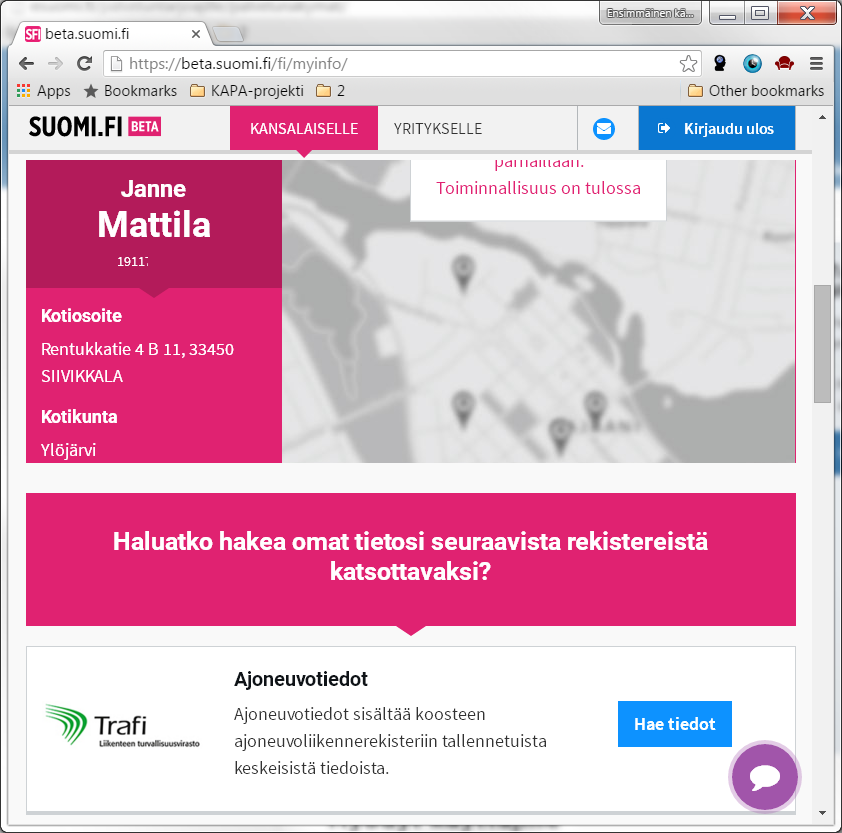 Ensimmäinen kä...
beta.suomi.fi
https://beta.suomi.fi/fi/myinfo/
Apps
Bookmarks
KAPA-projekti
2
Other bookmarks
SUOMI.FI BETA
KANSALAISELLE
YRITYKSELLE
Kirjaudu ulos
Janne
Mattila
19117
parhaillaan.
Toiminnallisuus on tulossa
Kotiosoite
Rentukkatie 4 B 11, 33450
SIIVIKKALA
Kotikunta
Ylöjärvi
Haluatko hakea omat tietosi seuraavista rekistereistä
katsottavaksi?
Trafi
Liikenteen turvallisuusvirasto
Ajoneuvotiedot
Ajoneuvotiedot sisältää koosteen
ajoneuvoliikennerekisteriin tallennetuista
keskeisistä tiedoista.
Hae tiedot